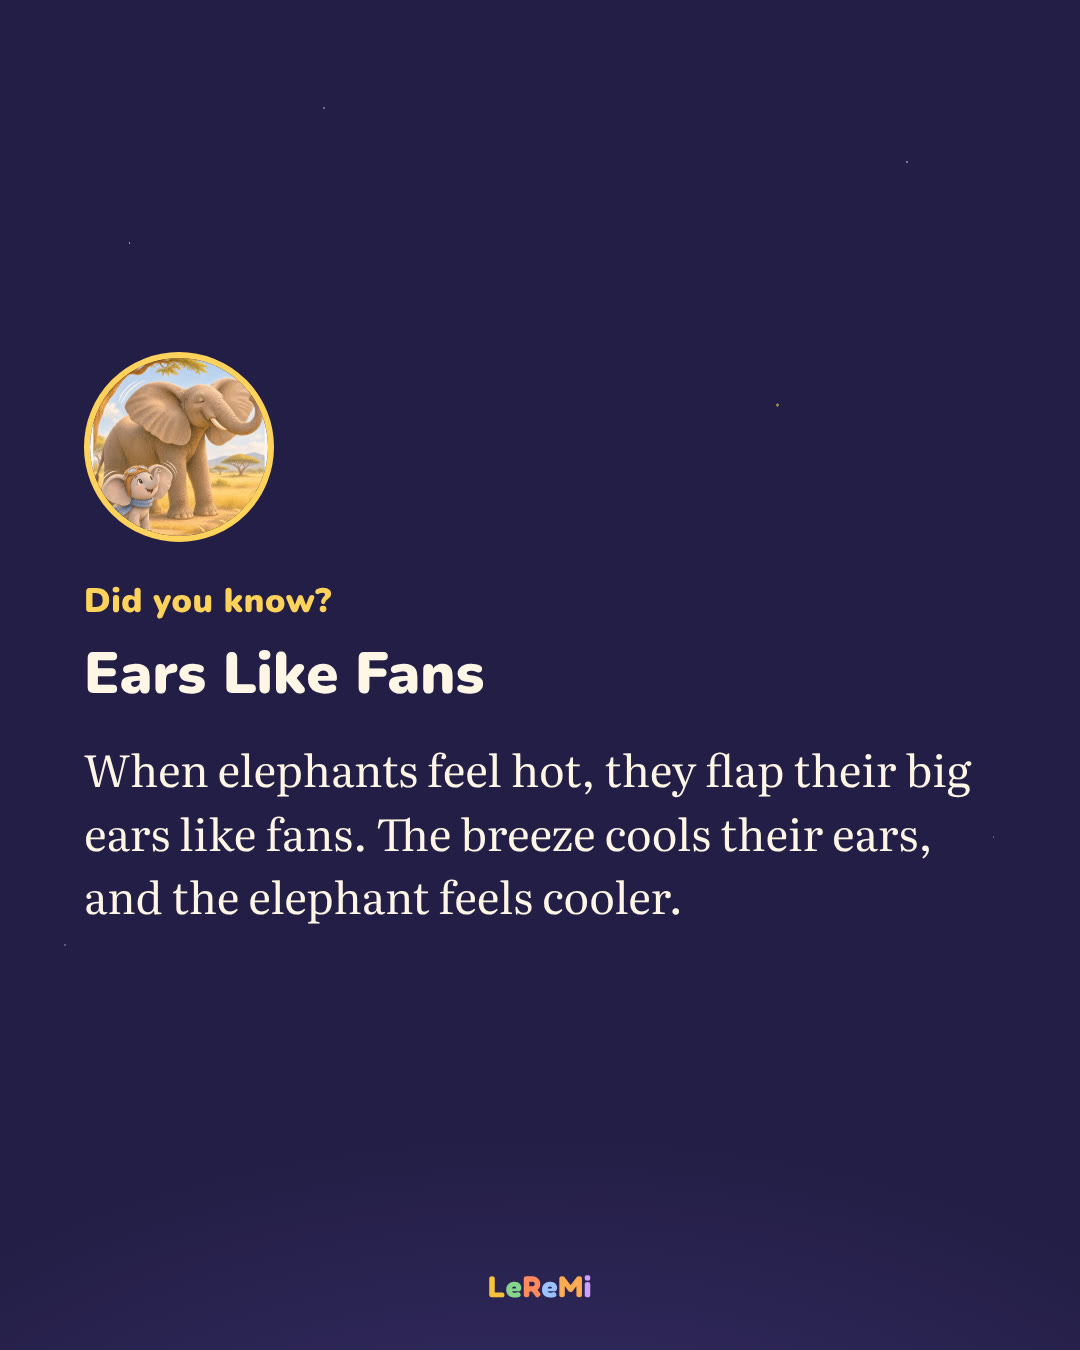 Did you know?
Ears Like Fans
When elephants feel hot, they flap their big
ears like fans. The breeze cools their ears,
and the elephant feels cooler.
LeReMi